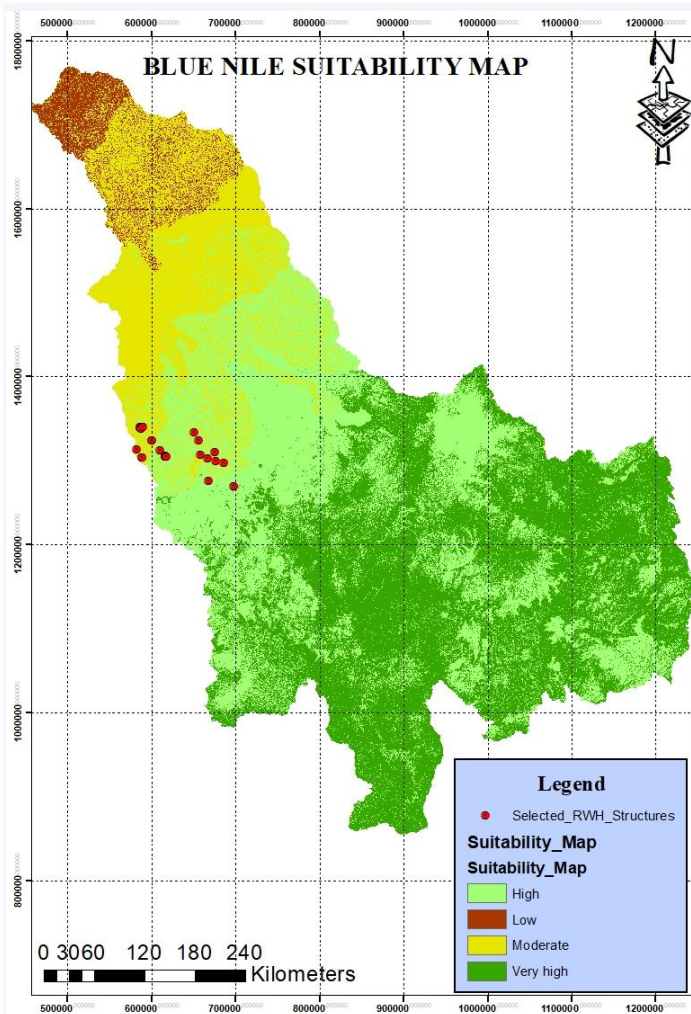 500000 600000 700000 800000 900000 1000000 1100000 1200000
BLUE NILE SUITABILITY MAP
N
1800000
1600000
1400000
1200000
1000000
800000
Legend
Selected_RWH_Structures
Suitability_Map
Suitability_Map
High
Low
Moderate
Very high
0 30 60 120 180 240
Kilometers
500000 600000 700000 800000 900000 1000000 1100000 1200000